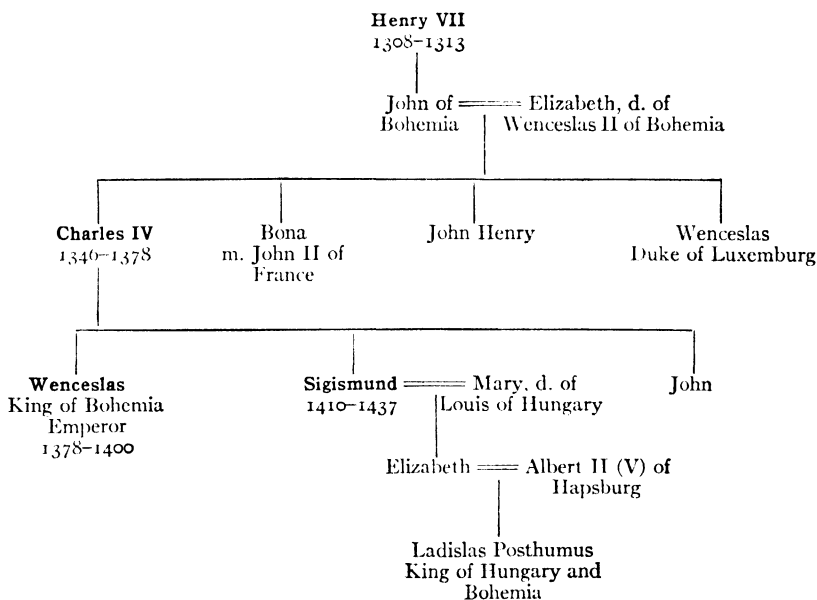 Henry VII
1308–1313
John of
Bohemia
Elizabeth, d. of
Wenceslas II of Bohemia
Charles IV
1346–1378
Bona
m. John II of
France
John Henry
Wenceslas
Duke of Luxemburg
Wenceslas
King of Bohemia
Emperor
1378–1400
Sigismund
1410–1437
Mary, d. of
Louis of Hungary
John
Elizabeth
Albert II (V) of
Hapsburg
Ladislas Posthumus
King of Hungary and
Bohemia